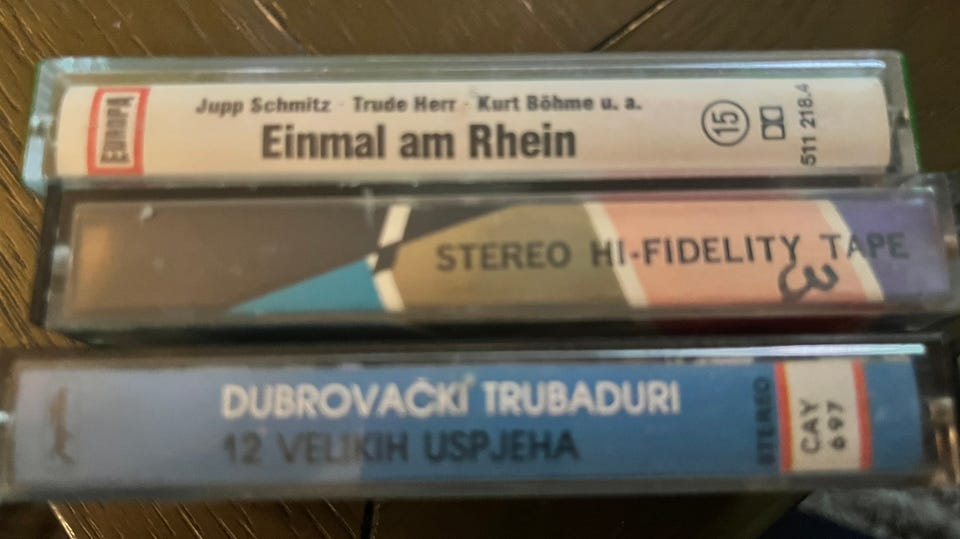 EUROPA
Jupp Schmitz · Trude Herr · Kurt Böhme u. a.
Einmal am Rhein
15
511 218.4
STEREO HI-FIDELITY TAPE
3
DUBROVAČKI TRUBADURI
12 VELIKIH USPJEHA
STEREO
CAY
697